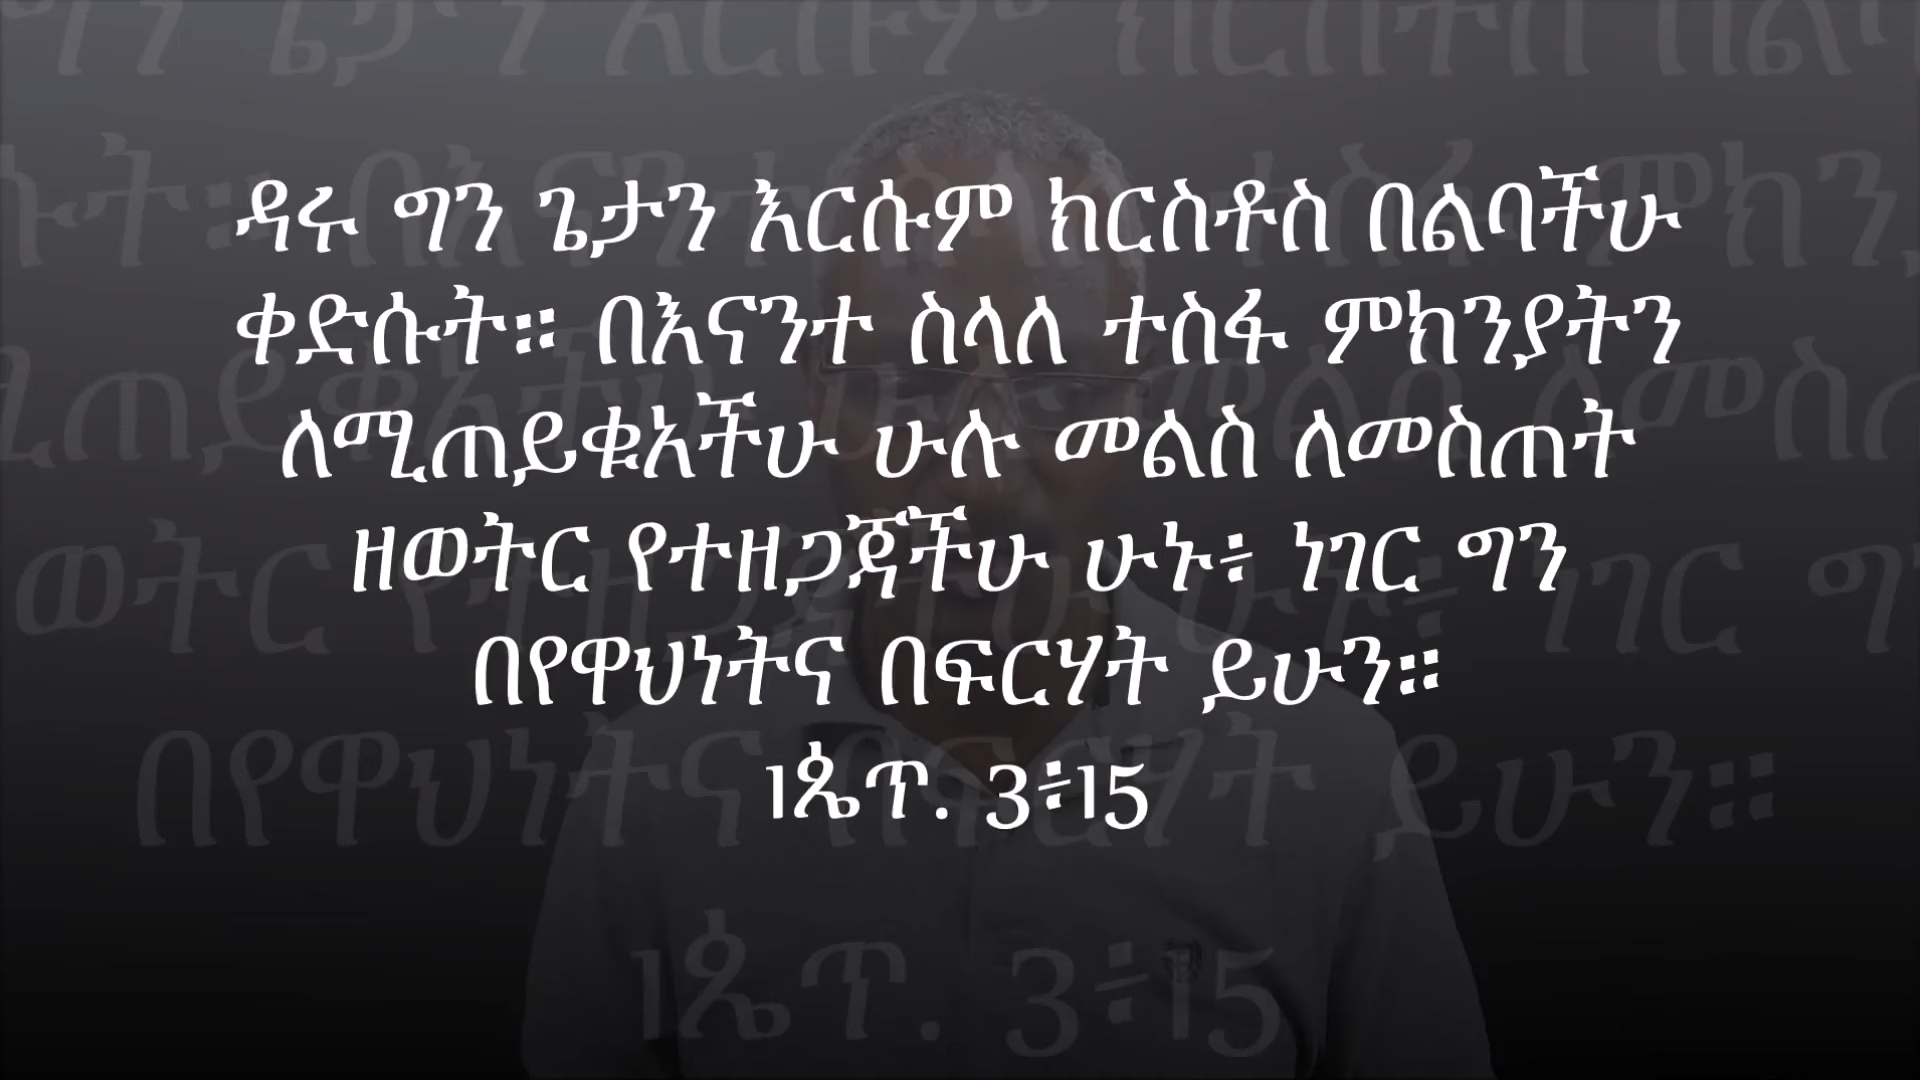 ዳሩ ግን ጌታን እርሱም ክርስቶስ በልባችሁ
ቀድሱት። በእናንተ ስላለ ተስፋ ምክንያትን
ለሚጠይቁአችሁ ሁሉ መልስ ለመስጠት
ዘወትር የተዘጋጃችሁ ሁኑ፥ ነገር ግን
በየዋህነትና በፍርሃት ይሁን።
1ጴጥ. 3፥15